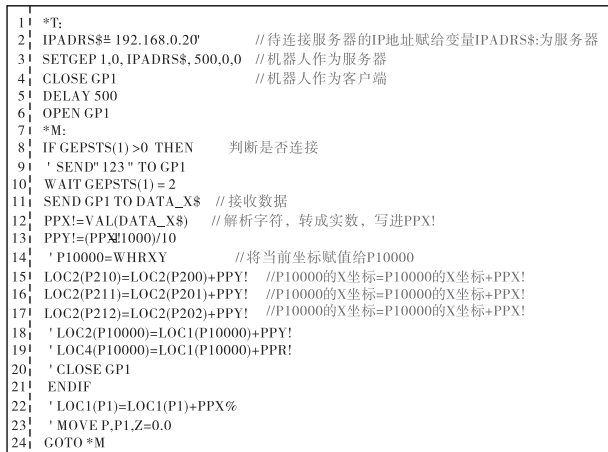 1 *T:
2 IPADRS$="192.168.0.20" //待连接服务器的IP地址赋给变量IPADRS$:为服务器
3 SETGEP 1,0, IPADRS$, 500,0,0 //机器人作为服务器
4 CLOSE GP1 //机器人作为客户端
5 DELAY 500
6 OPEN GP1
7 *M:
8 IF GEPSTS(1) >0 THEN 判断是否连接
9 ' SEND" 123 " TO GP1
10 WAIT GEPSTS(1) = 2
11 SEND GP1 TO DATA_X$ //接收数据
12 PPX!=VAL(DATA_X$) //解析字符，转成实数，写进PPX!
13 PPY!=(PPX!1000)/10
14 ' P10000=WHRXY //将当前坐标赋值给P10000
15 LOC2(P210)=LOC2(P200)+PPY! //P10000的X坐标=P10000的X坐标+PPX!
16 LOC2(P211)=LOC2(P201)+PPY! //P10000的X坐标=P10000的X坐标+PPX!
17 LOC2(P212)=LOC2(P202)+PPY! //P10000的X坐标=P10000的X坐标+PPX!
18 ' LOC2(P10000)=LOC1(P10000)+PPY!
19 ' LOC4(P10000)=LOC1(P10000)+PPR!
20 ' CLOSE GP1
21 ENDIF
22 ' LOC1(P1)=LOC1(P1)+PPX%
23 ' MOVE P,P1,Z=0.0
24 GOTO *M